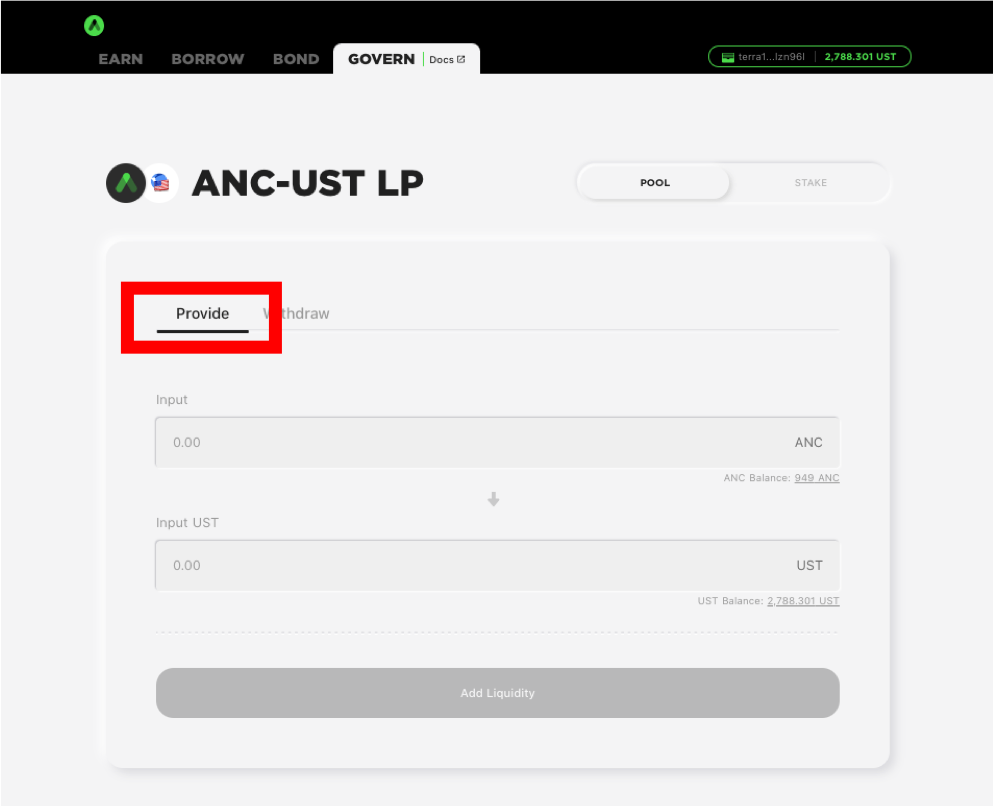 EARN BORROW BOND GOVERN Docs terra1...lzn96l 2,788.301 UST
ANC-UST LP POOL STAKE
Provide Withdraw
Input
0.00 ANC
ANC Balance: 949 ANC
Input UST
0.00 UST
UST Balance: 2,788.301 UST
Add Liquidity